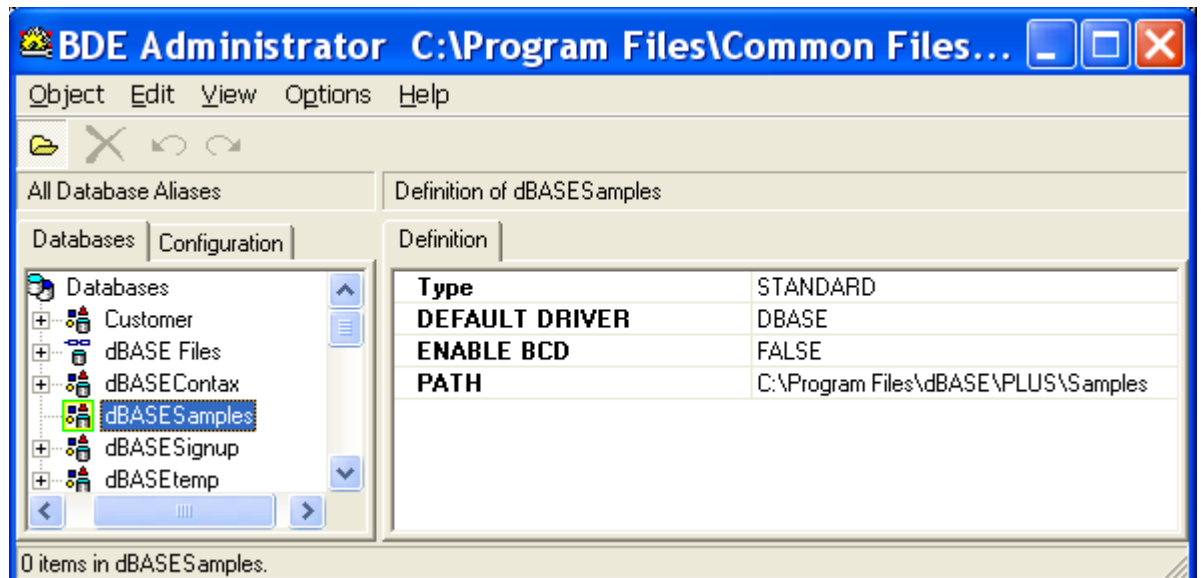 BDE Administrator C:\Program Files\Common Files...
Object Edit View Options Help
All Database Aliases
Definition of dBASESamples
Databases Configuration
Definition
Databases
Customer
dBASE Files
dBASEContax
dBASESamples
dBASESignup
dBASEtemp
Type STANDARD
DEFAULT DRIVER DBASE
ENABLE BCD FALSE
PATH C:\Program Files\dBASE\PLUS\Samples
0 items in dBASESamples.